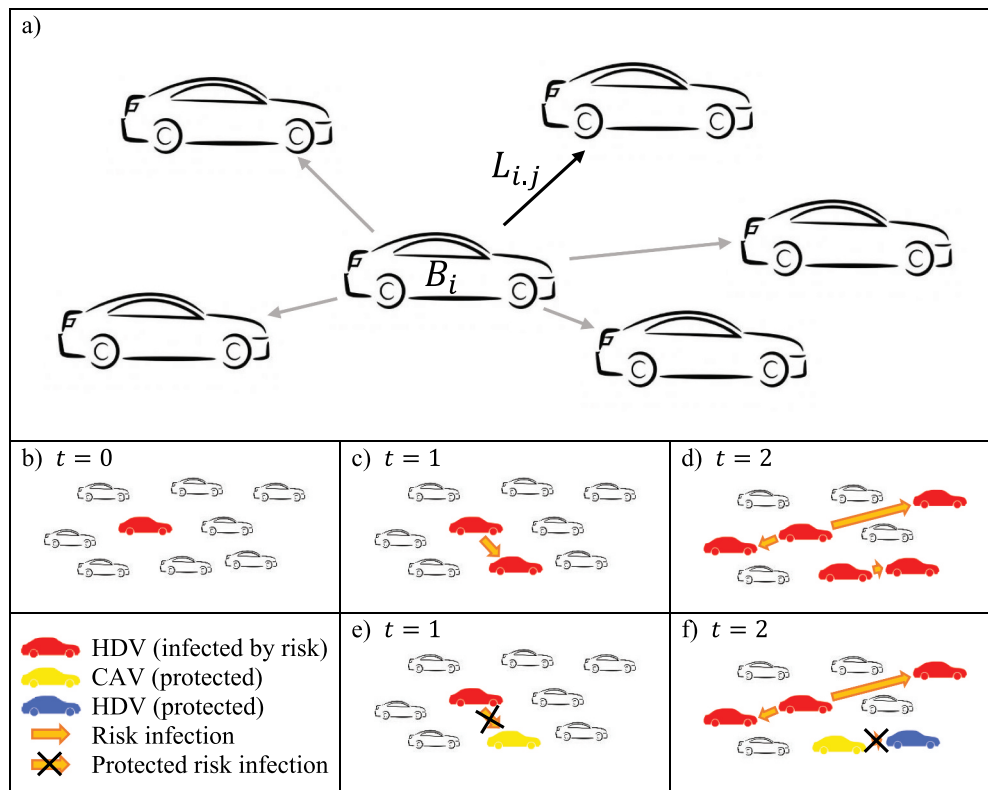 a)
L_{i.j}
B_i
b) t = 0
c) t = 1
d) t = 2
HDV (infected by risk)
CAV (protected)
HDV (protected)
Risk infection
Protected risk infection
e) t = 1
f) t = 2